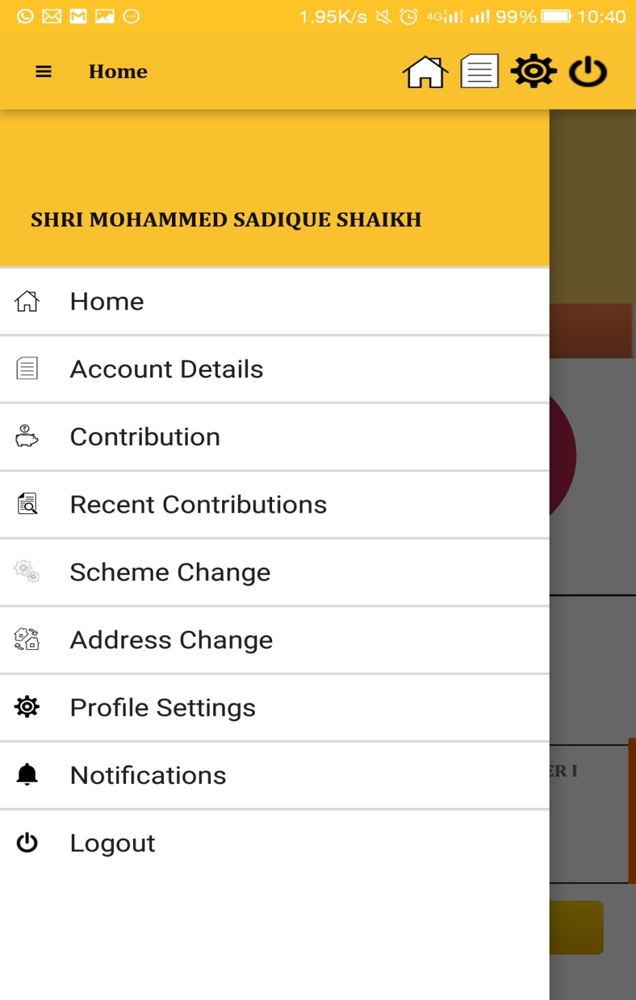 1.95K/s 4G 99% 10:40
Home
SHRI MOHAMMED SADIQUE SHAIKH
Home
Account Details
Contribution
Recent Contributions
Scheme Change
Address Change
Profile Settings
Notifications
ER I
Logout